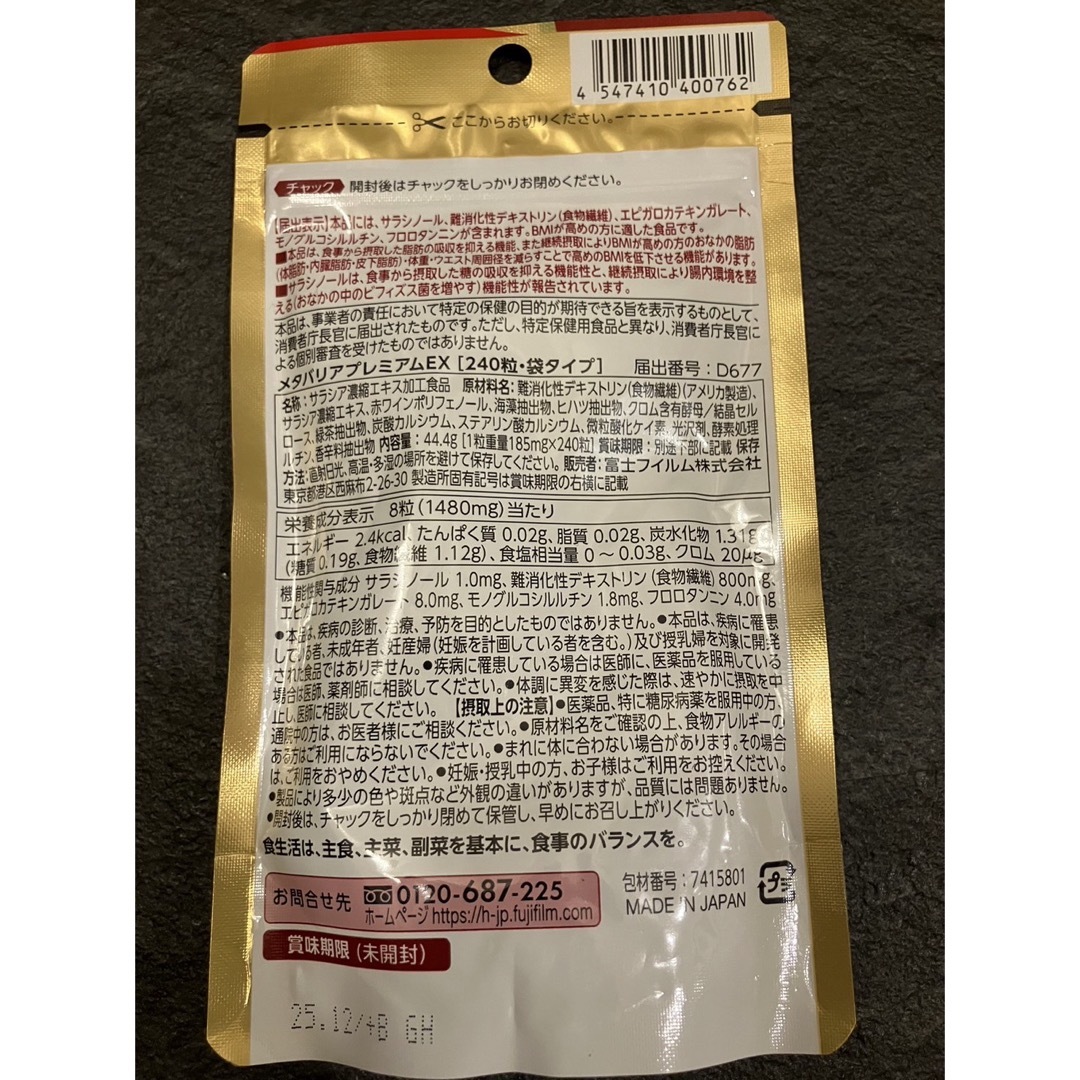 4 547410 400762
ここからお切りください。
チャック 開封後はチャックをしっかりお閉めください。
【届出表示】本品には、サラシノール、難消化性デキストリン(食物繊維)、エピガロカテキンガレート、
モノグルコシルルチン、フロロタンニンが含まれます。BMIが高めの方に適した食品です。
■本品は、食事から摂取した脂肪の吸収を抑える機能、また継続摂取によりBMIが高めの方のおなかの脂肪
(体脂肪・内臓脂肪・皮下脂肪)・体重・ウエスト周囲径を減らすことで高めのBMIを低下させる機能があります。
■サラシノールは、食事から摂取した糖の吸収を抑える機能性と、継続摂取により腸内環境を整
える(おなかの中のビフィズス菌を増やす)機能性が報告されています。
本品は、事業者の責任において特定の保健の目的が期待できる旨を表示するものとして、
消費者庁長官に届出されたものです。ただし、特定保健用食品と異なり、消費者庁長官に
よる個別審査を受けたものではありません。
メタバリアプレミアムEX [240粒・袋タイプ] 届出番号:D677
名称:サラシア濃縮エキス加工食品 原材料名:難消化性デキストリン(食物繊維)(アメリカ製造)、
サラシア濃縮エキス、赤ワインポリフェノール、海藻抽出物、ヒハツ抽出物、クロム含有酵母/結晶セル
ロース、緑茶抽出物、炭酸カルシウム、ステアリン酸カルシウム、微粒酸化ケイ素、光沢剤、酵素処理
ルチン、香辛料抽出物 内容量:44.4g [1粒重量185mg×240粒] 賞味期限:別途下部に記載 保存
方法:直射日光、高温・多湿の場所を避けて保存してください。 販売者:富士フイルム株式会社
東京都港区西麻布2-26-30 製造所固有記号は賞味期限の右横に記載
栄養成分表示 8粒(1480mg)当たり
エネルギー 2.4kcal、たんぱく質 0.02g、脂質 0.02g、炭水化物 1.31g
(糖質 0.19g、食物繊維 1.12g)、食塩相当量 0～0.03g、クロム 20μg
機能性関与成分 サラシノール 1.0mg、難消化性デキストリン(食物繊維)800mg、
エピガロカテキンガレート 8.0mg、モノグルコシルルチン 1.8mg、フロロタンニン 4.0mg
●本品は、疾病の診断、治療、予防を目的としたものではありません。●本品は、疾病に罹患
している者、未成年者、妊産婦(妊娠を計画している者を含む。)及び授乳婦を対象に開発
された食品ではありません。●疾病に罹患している場合は医師に、医薬品を服用している
場合は医師、薬剤師に相談してください。●体調に異変を感じた際は、速やかに摂取を中
止し、医師に相談してください。【摂取上の注意】●医薬品、特に糖尿病薬を服用中の方、
通院中の方は、お医者様にご相談ください。●原材料名をご確認の上、食物アレルギーの
ある方はご利用にならないでください。●まれに体に合わない場合があります。その場合
は、ご利用をおやめください。●妊娠・授乳中の方、お子様はご利用をお控えください。
●製品により多少の色や斑点など外観の違いがありますが、品質には問題ありません。
●開封後は、チャックをしっかり閉めて保管し、早めにお召し上がりください。
食生活は、主食、主菜、副菜を基本に、食事のバランスを。
お問合せ先 0120-687-225
ホームページ https://h-jp.fujifilm.com
包材番号:7415801
MADE IN JAPAN
プラ
賞味期限(未開封)
25.12/+B GH